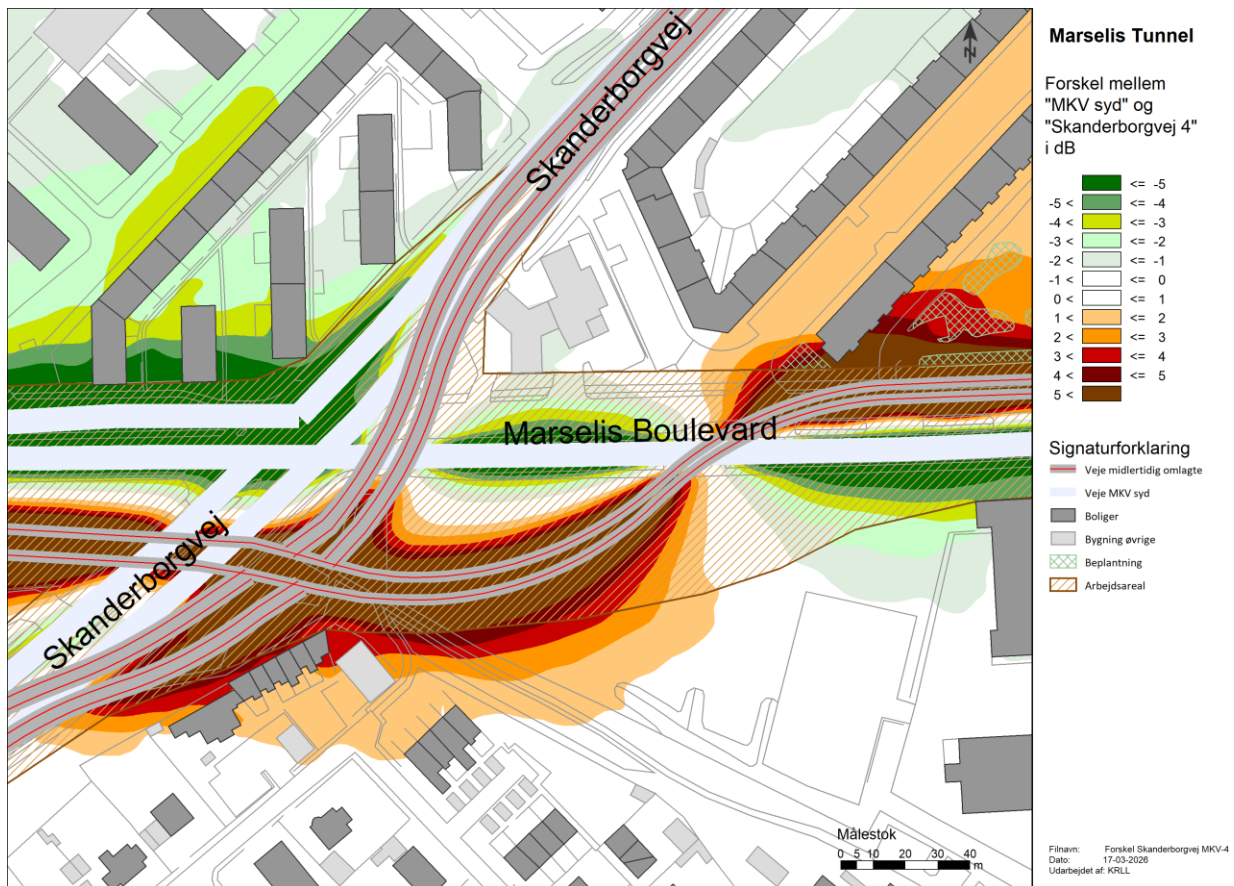 Skanderborgvej
Marselis Boulevard
Skanderborgvej
Målestok
0 5 10 20 30 40
m
N
Marselis Tunnel
Forskel mellem
"MKV syd" og
"Skanderborgvej 4"
i dB
<= -5
-5 < <= -4
-4 < <= -3
-3 < <= -2
-2 < <= -1
-1 < <= 0
0 < <= 1
1 < <= 2
2 < <= 3
3 < <= 4
4 < <= 5
5 <
Signaturforklaring
Veje midlertidig omlagte
Veje MKV syd
Boliger
Bygning øvrige
Beplantning
Arbejdsareal
Filnavn: Forskel Skanderborgvej MKV-4
Dato: 17-03-2026
Udarbejdet af: KRLL